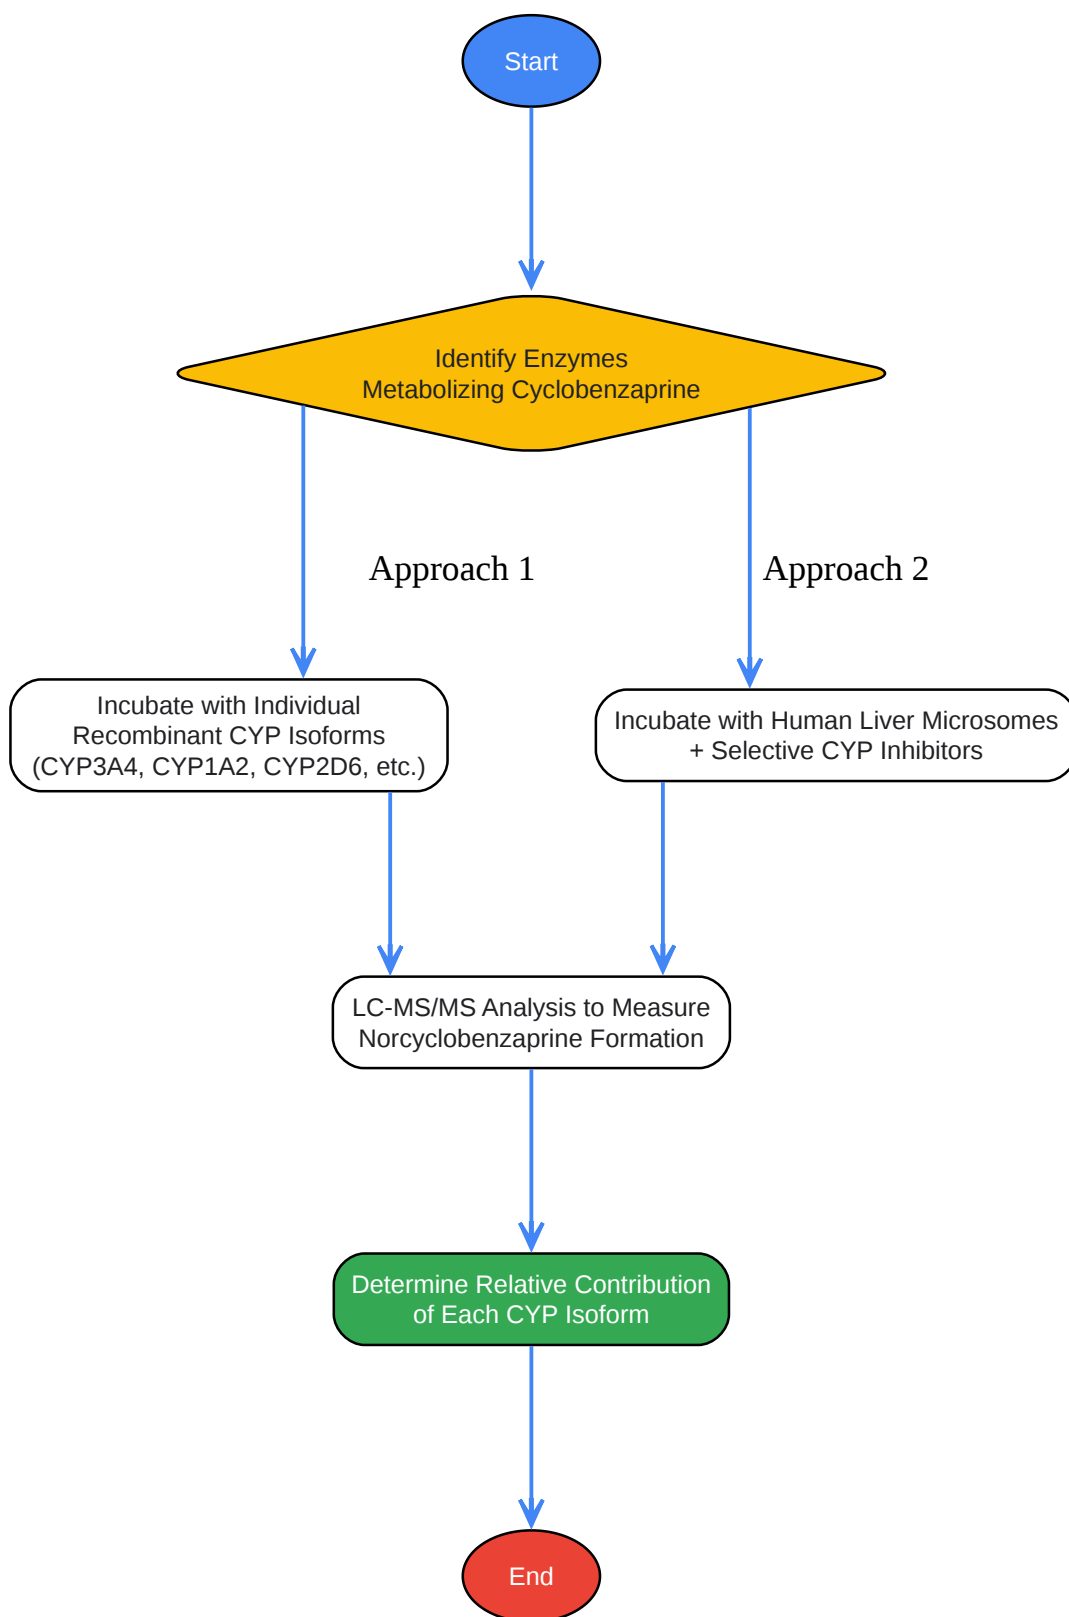 Start
Identify Enzymes
Metabolizing Cyclobenzaprine
Approach 1
Approach 2
Incubate with Individual
Recombinant CYP Isoforms
(CYP3A4, CYP1A2, CYP2D6, etc.)
Incubate with Human Liver Microsomes
+ Selective CYP Inhibitors
LC-MS/MS Analysis to Measure
Norcyclobenzaprine Formation
Determine Relative Contribution
of Each CYP Isoform
End